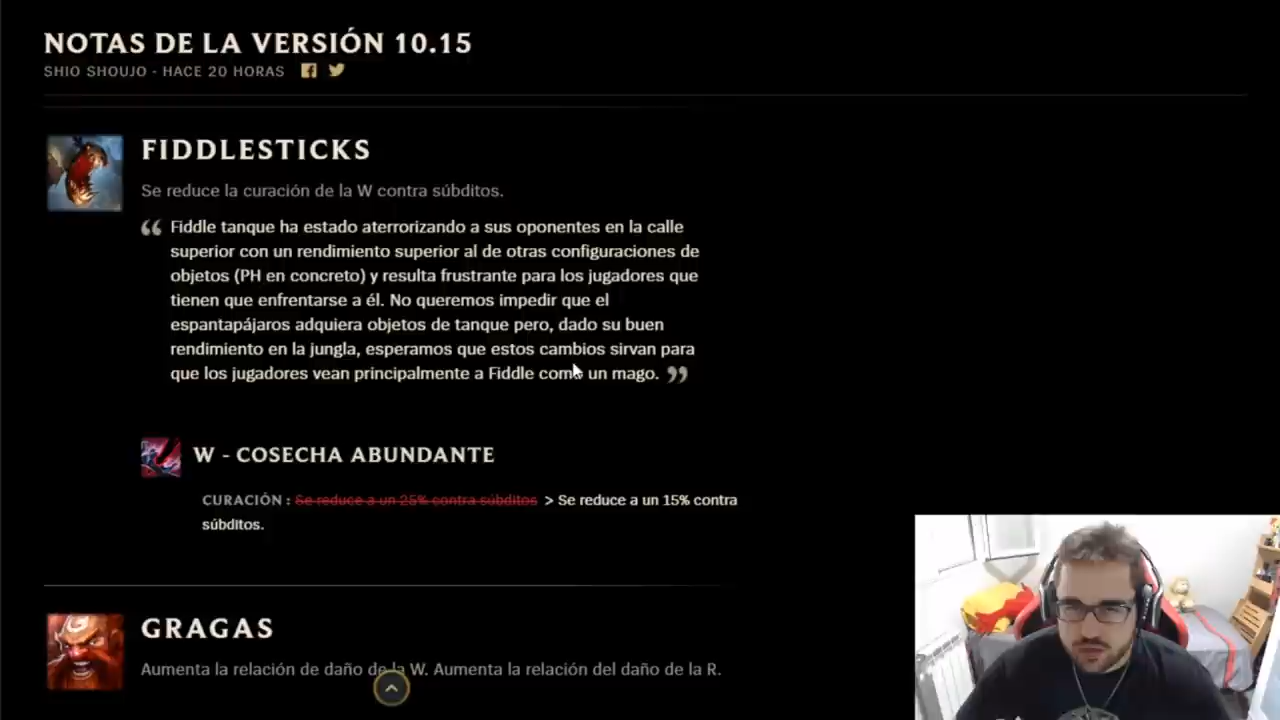 NOTAS DE LA VERSIÓN 10.15
SHIO SHOUJO - HACE 20 HORAS
FIDDLESTICKS
Se reduce la curación de la W contra súbditos.
“ Fiddle tanque ha estado aterrorizando a sus oponentes en la calle
superior con un rendimiento superior al de otras configuraciones de
objetos (PH en concreto) y resulta frustrante para los jugadores que
tienen que enfrentarse a él. No queremos impedir que el
espantapájaros adquiera objetos de tanque pero, dado su buen
rendimiento en la jungla, esperamos que estos cambios sirvan para
que los jugadores vean principalmente a Fiddle como un mago. ”
W - COSECHA ABUNDANTE
CURACIÓN : Se reduce a un 25% contra súbditos > Se reduce a un 15% contra
súbditos.
GRAGAS
Aumenta la relación de daño de la W. Aumenta la relación del daño de la R.